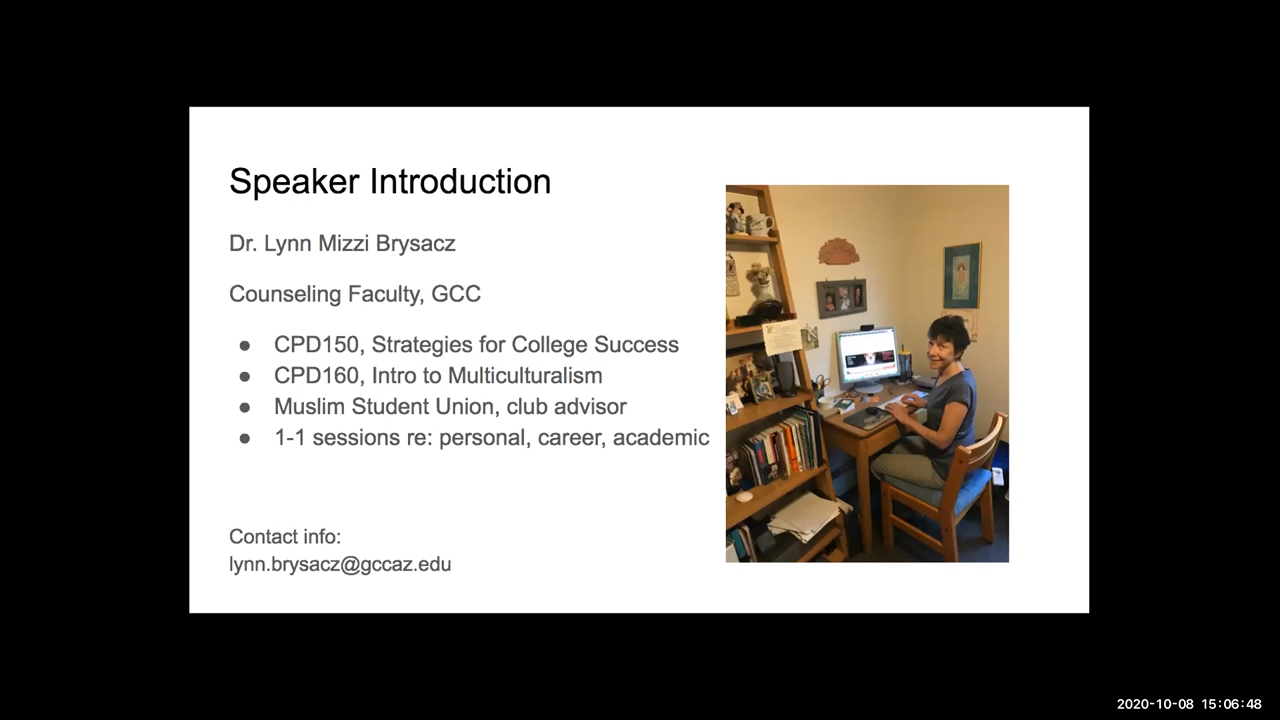 Speaker Introduction
Dr. Lynn Mizzi Brysacz
Counseling Faculty, GCC
● CPD150, Strategies for College Success
● CPD160, Intro to Multiculturalism
● Muslim Student Union, club advisor
● 1-1 sessions re: personal, career, academic
Contact info:
lynn.brysacz@gccaz.edu
2020-10-08 15:06:48